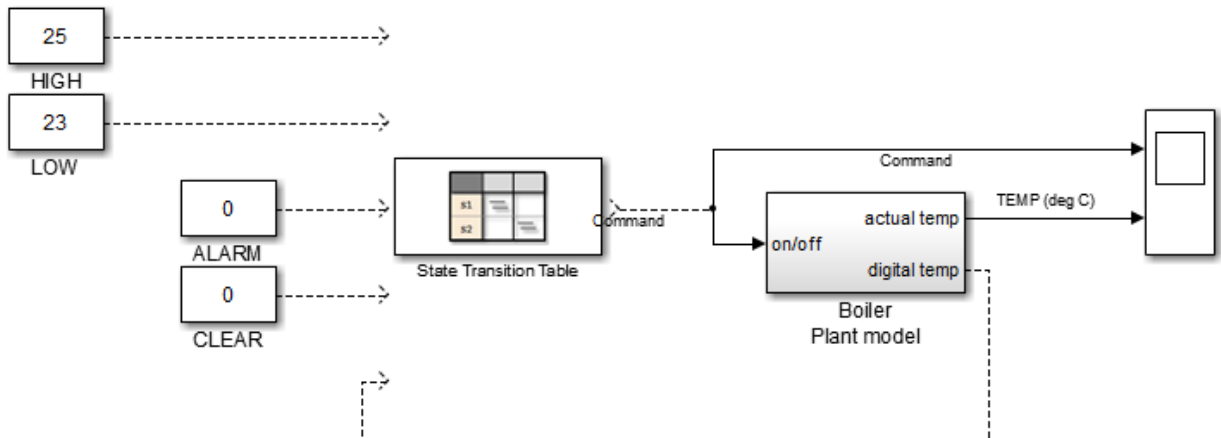 25
HIGH
23
LOW
0
ALARM
0
CLEAR
s1
s2
State Transition Table
Command
Command
TEMP (deg C)
on/off
actual temp
digital temp
Boiler
Plant model